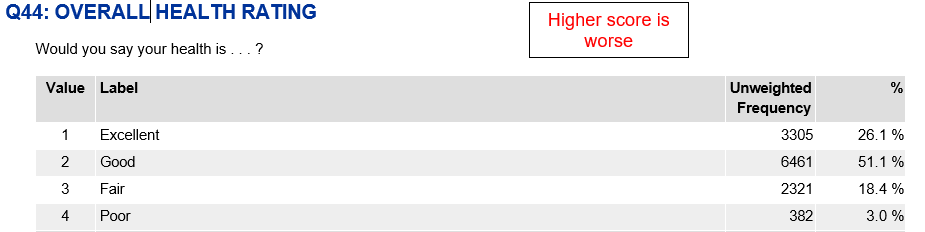 Q44: OVERALL HEALTH RATING
Higher score is
worse
Would you say your health is . . . ?
Value Label Unweighted Frequency %
1 Excellent 3305 26.1 %
2 Good 6461 51.1 %
3 Fair 2321 18.4 %
4 Poor 382 3.0 %